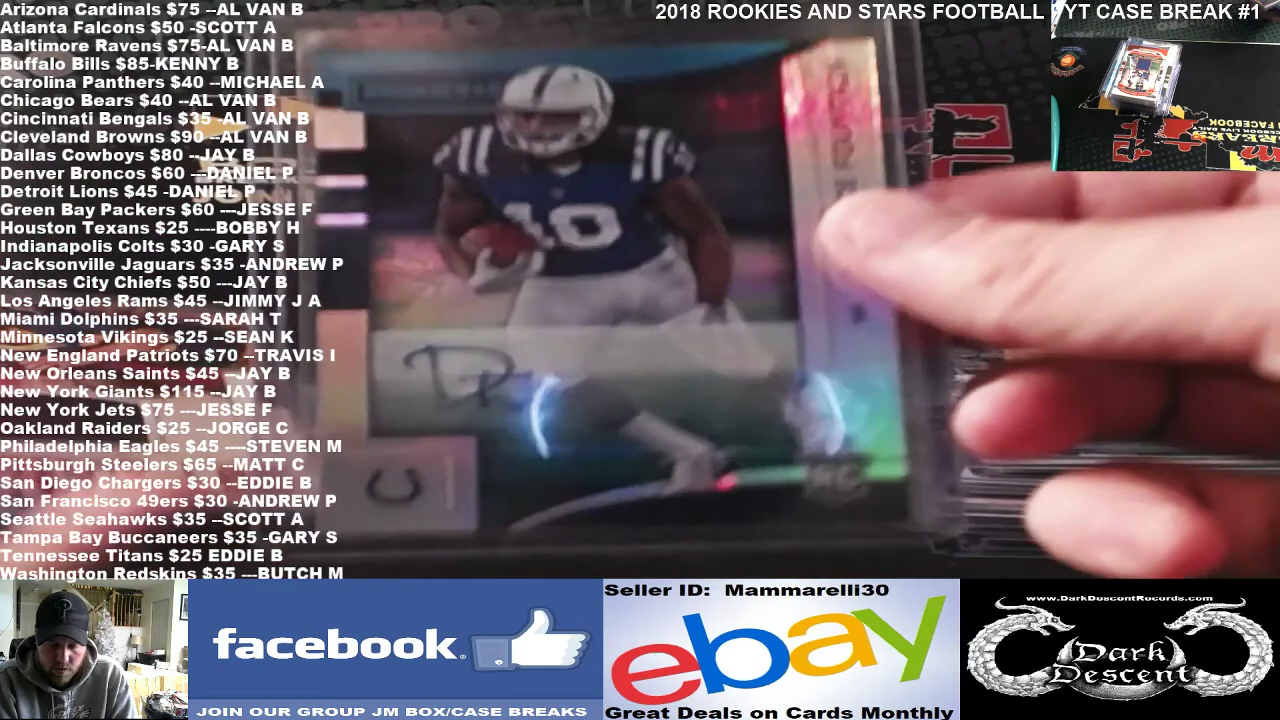 Arizona Cardinals $75 --AL VAN B
Atlanta Falcons $50 -SCOTT A
Baltimore Ravens $75-AL VAN B
Buffalo Bills $85-KENNY B
Carolina Panthers $40 --MICHAEL A
Chicago Bears $40 --AL VAN B
Cincinnati Bengals $35 -AL VAN B
Cleveland Browns $90 --AL VAN B
Dallas Cowboys $80 --JAY B
Denver Broncos $60 ---DANIEL P
Detroit Lions $45 -DANIEL P
Green Bay Packers $60 ---JESSE F
Houston Texans $25 ----BOBBY H
Indianapolis Colts $30 -GARY S
Jacksonville Jaguars $35 -ANDREW P
Kansas City Chiefs $50 ---JAY B
Los Angeles Rams $45 --JIMMY J A
Miami Dolphins $35 ---SARAH T
Minnesota Vikings $25 --SEAN K
New England Patriots $70 --TRAVIS I
New Orleans Saints $45 --JAY B
New York Giants $115 --JAY B
New York Jets $75 ---JESSE F
Oakland Raiders $25 --JORGE C
Philadelphia Eagles $45 ----STEVEN M
Pittsburgh Steelers $65 --MATT C
San Diego Chargers $30 --EDDIE B
San Francisco 49ers $30 -ANDREW P
Seattle Seahawks $35 --SCOTT A
Tampa Bay Buccaneers $35 -GARY S
Tennessee Titans $25 EDDIE B
Washington Redskins $35 ---BUTCH M
2018 ROOKIES AND STARS FOOTBALL
YT CASE BREAK #1
RC
facebook
JOIN OUR GROUP JM BOX/CASE BREAKS
Seller ID: Mammarelli30
ebay
Great Deals on Cards Monthly
www.DarkDescentRecords.com
Dark
Descent